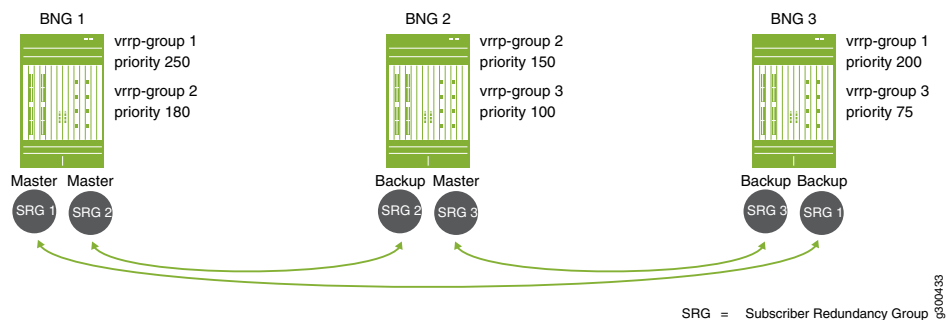 BNG 1
vrrp-group 1
priority 250
vrrp-group 2
priority 180
Master Master
SRG 1 SRG 2
BNG 2
vrrp-group 2
priority 150
vrrp-group 3
priority 100
Backup Master
SRG 2 SRG 3
BNG 3
vrrp-group 1
priority 200
vrrp-group 3
priority 75
Backup Backup
SRG 3 SRG 1
SRG = Subscriber Redundancy Group
g300433